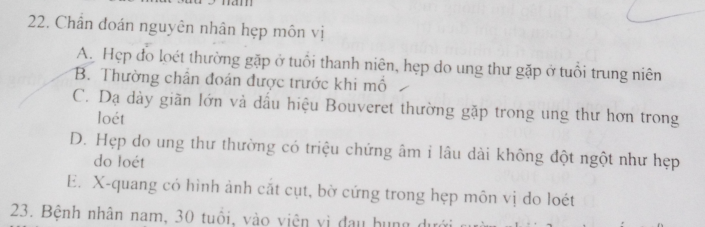 22. Chẩn đoán nguyên nhân hẹp môn vị
A. Hẹp đo loét thường gặp ở tuổi thanh niên, hẹp do ung thư gặp ở tuổi trung niên
B. Thường chẩn đoán được trước khi mổ
C. Dạ dày giãn lớn và dấu hiệu Bouveret thường gặp trong ung thư hơn trong
loét
D. Hẹp do ung thư thường có triệu chứng âm ỉ lâu dài không đột ngột như hẹp
do loét
E. X-quang có hình ảnh cắt cụt, bờ cứng trong hẹp môn vị do loét
23. Bệnh nhân nam, 30 tuổi, vào viện vì đau bụng dưới